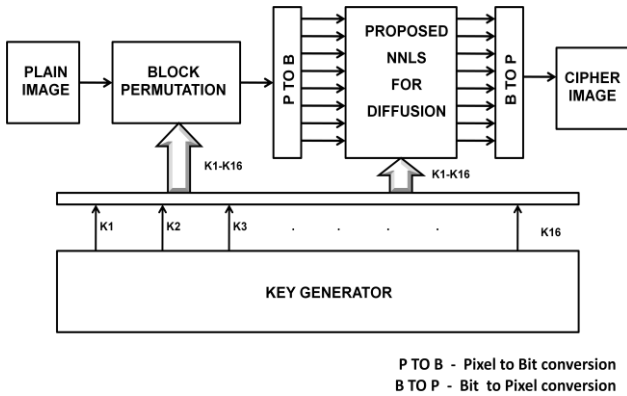 PLAIN
IMAGE
BLOCK
PERMUTATION
P TO B
PROPOSED
NNLS
FOR
DIFFUSION
B TO P
CIPHER
IMAGE
K1-K16
K1-K16
K1
K2
K3
. . . .
K16
KEY GENERATOR
P TO B - Pixel to Bit conversion
B TO P - Bit to Pixel conversion